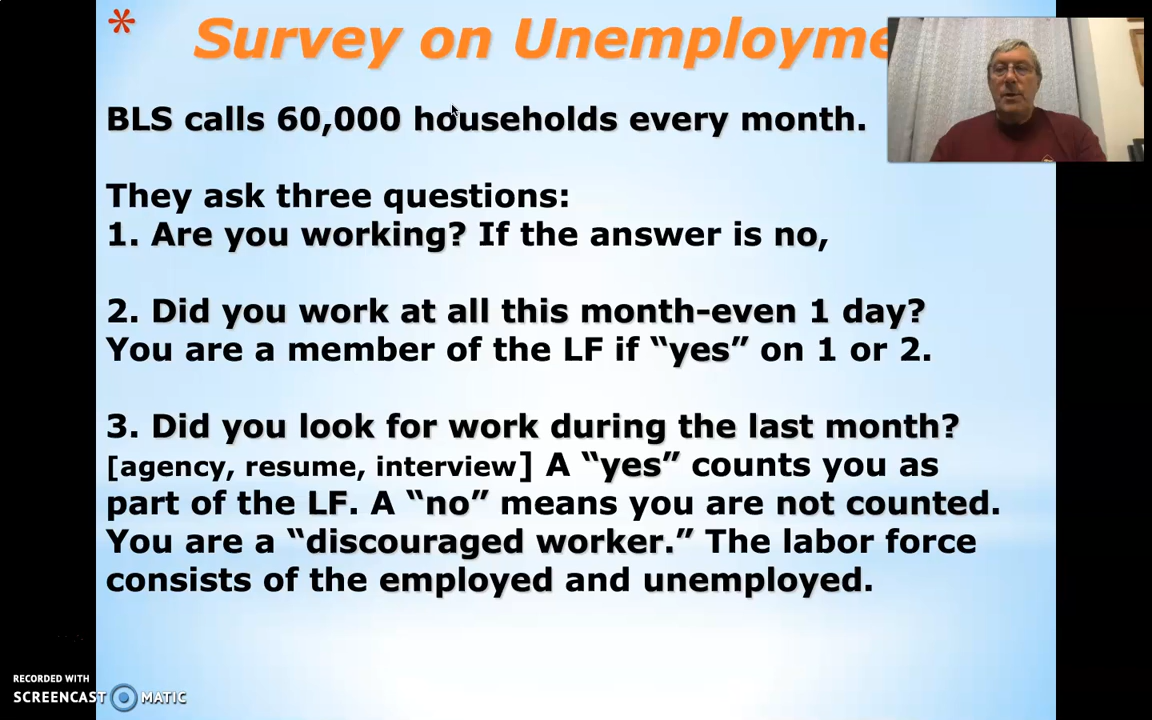 * Survey on Unemployme
BLS calls 60,000 households every month.
They ask three questions:
1. Are you working? If the answer is no,
2. Did you work at all this month-even 1 day?
You are a member of the LF if “yes” on 1 or 2.
3. Did you look for work during the last month?
[agency, resume, interview] A “yes” counts you as
part of the LF. A “no” means you are not counted.
You are a “discouraged worker.” The labor force
consists of the employed and unemployed.
RECORDED WITH
SCREENCAST MATIC